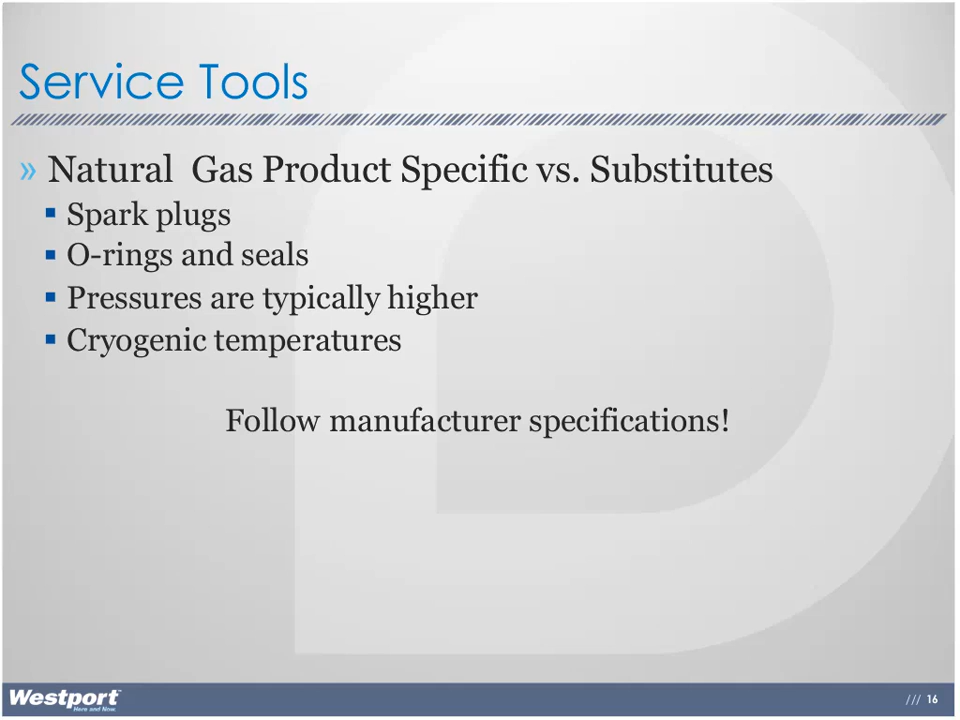 Service Tools
» Natural Gas Product Specific vs. Substitutes
▪ Spark plugs
▪ O-rings and seals
▪ Pressures are typically higher
▪ Cryogenic temperatures
Follow manufacturer specifications!
Westport™
Here and Now.
/// 16